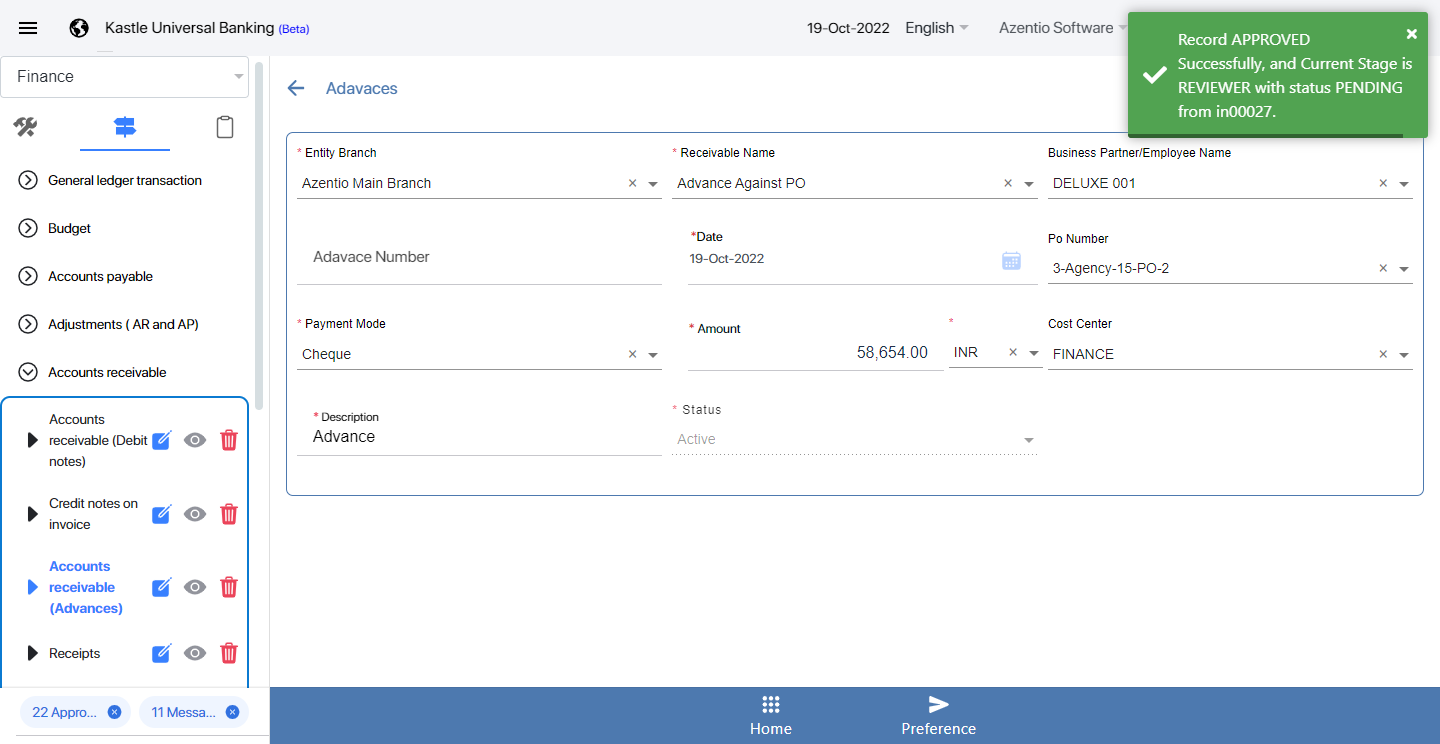 Kastle Universal Banking (Beta)
19-Oct-2022
English
Azentio Software
Record APPROVED
Successfully, and Current Stage is
REVIEWER with status PENDING
from in00027.
Finance
General ledger transaction
Budget
Accounts payable
Adjustments ( AR and AP)
Accounts receivable
Accounts
receivable (Debit
notes)
Credit notes on
invoice
Accounts
receivable
(Advances)
Receipts
22 Appro...
11 Messa...
Adavaces
* Entity Branch
Azentio Main Branch
* Receivable Name
Advance Against PO
Business Partner/Employee Name
DELUXE 001
Adavace Number
*Date
19-Oct-2022
Po Number
3-Agency-15-PO-2
* Payment Mode
Cheque
* Amount
58,654.00
*
INR
Cost Center
FINANCE
* Description
Advance
* Status
Active
Home
Preference